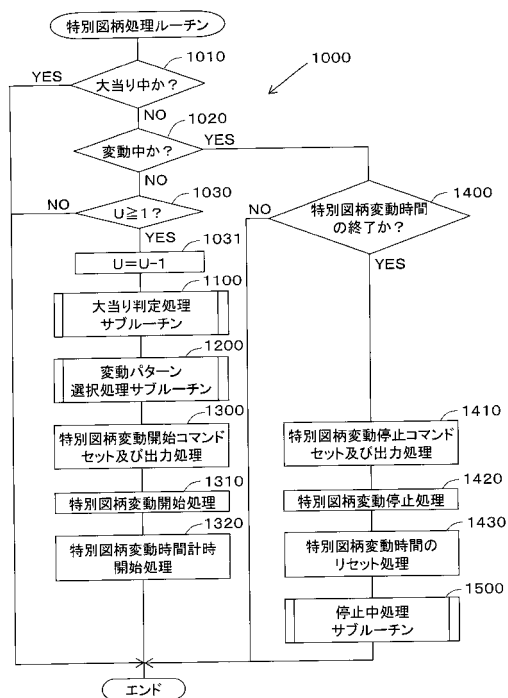 特別図柄処理ルーチン
1010
1000
YES
大当り中か？
NO
1020
YES
変動中か？
NO
1030
NO
U≧1？
YES
1031
U＝U-1
1100
大当り判定処理
サブルーチン
1200
変動パターン
選択処理サブルーチン
1300
特別図柄変動開始コマンド
セット及び出力処理
1310
特別図柄変動開始処理
1320
特別図柄変動時間計時
開始処理
1400
NO
特別図柄変動時間
の終了か？
YES
1410
特別図柄変動停止コマンド
セット及び出力処理
1420
特別図柄変動停止処理
1430
特別図柄変動時間の
リセット処理
1500
停止中処理
サブルーチン
エンド